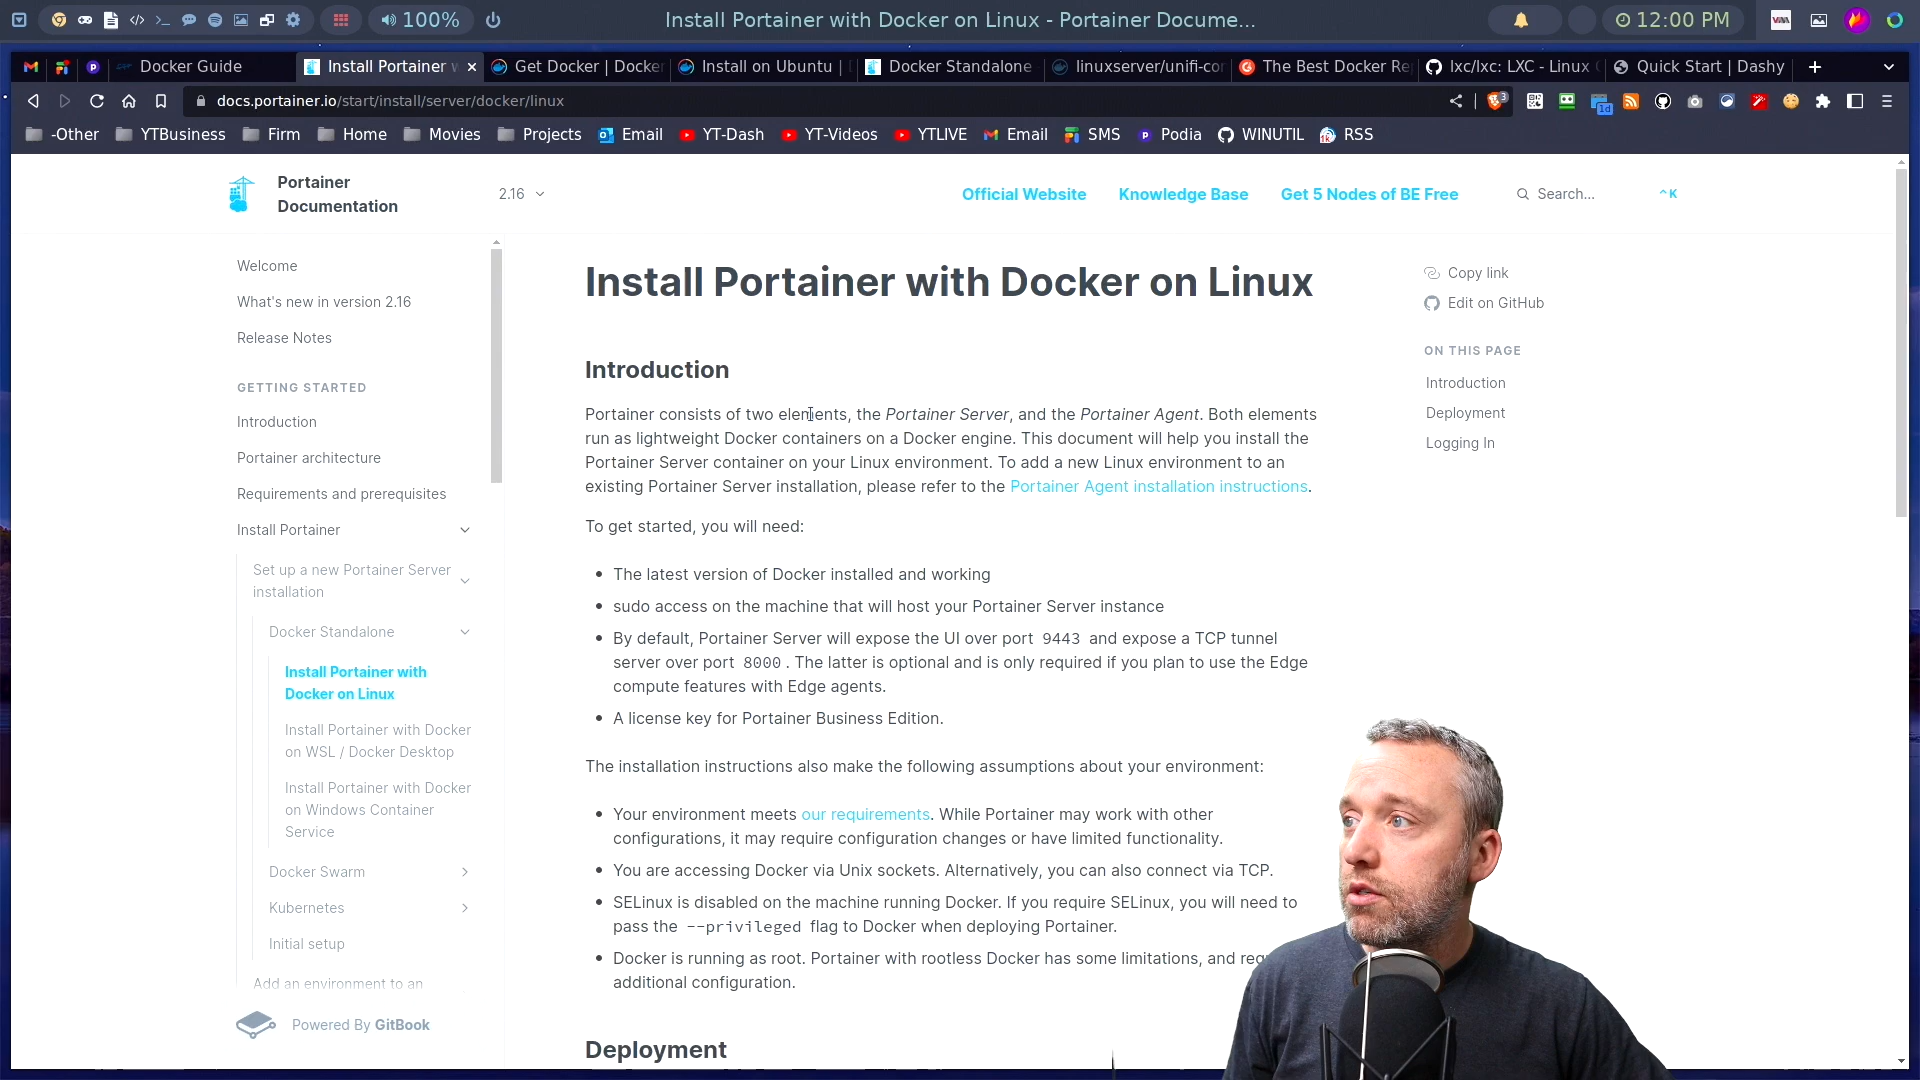 100%
Install Portainer with Docker on Linux - Portainer Docume...
12:00 PM
Docker Guide
Install Portainer w
Get Docker | Docke
Install on Ubuntu |
Docker Standalone
linuxserver/unifi-co
The Best Docker Re
lxc/lxc: LXC - Linux
Quick Start | Dashy
docs.portainer.io/start/install/server/docker/linux
3
1d
-Other
YTBusiness
Firm
Home
Movies
Projects
Email
YT-Dash
YT-Videos
YTLIVE
Email
SMS
Podia
WINUTIL
RSS
Portainer
Documentation
2.16
Official Website
Knowledge Base
Get 5 Nodes of BE Free
Search...
^K
Welcome
What's new in version 2.16
Release Notes
GETTING STARTED
Introduction
Portainer architecture
Requirements and prerequisites
Install Portainer
Set up a new Portainer Server
installation
Docker Standalone
Install Portainer with
Docker on Linux
Install Portainer with Docker
on WSL / Docker Desktop
Install Portainer with Docker
on Windows Container
Service
Docker Swarm
Kubernetes
Initial setup
Add an environment to an
Powered By GitBook
Install Portainer with Docker on Linux
Introduction
Portainer consists of two elements, the Portainer Server, and the Portainer Agent. Both elements
run as lightweight Docker containers on a Docker engine. This document will help you install the
Portainer Server container on your Linux environment. To add a new Linux environment to an
existing Portainer Server installation, please refer to the Portainer Agent installation instructions.
To get started, you will need:
The latest version of Docker installed and working
sudo access on the machine that will host your Portainer Server instance
By default, Portainer Server will expose the UI over port 9443 and expose a TCP tunnel
server over port 8000 . The latter is optional and is only required if you plan to use the Edge
compute features with Edge agents.
A license key for Portainer Business Edition.
The installation instructions also make the following assumptions about your environment:
Your environment meets our requirements. While Portainer may work with other
configurations, it may require configuration changes or have limited functionality.
You are accessing Docker via Unix sockets. Alternatively, you can also connect via TCP.
SELinux is disabled on the machine running Docker. If you require SELinux, you will need to
pass the --privileged flag to Docker when deploying Portainer.
Docker is running as root. Portainer with rootless Docker has some limitations, and req
additional configuration.
Deployment
Copy link
Edit on GitHub
ON THIS PAGE
Introduction
Deployment
Logging In